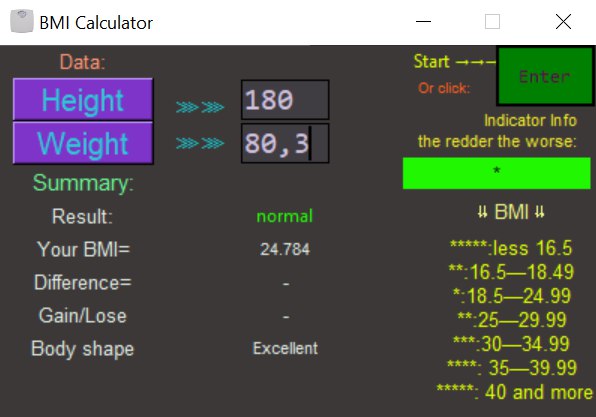 BMI Calculator
Data:
Start →→→
Enter
Or click:
Height ⋙⋙ 180
Weight ⋙⋙ 80,3
Indicator Info
the redder the worse:
*
Summary:
Result: normal
Your BMI= 24.784
Difference= -
Gain/Lose -
Body shape Excellent
⇊ BMI ⇊
*****:less 16.5
**:16.5—18.49
*:18.5—24.99
**:25—29.99
***:30—34.99
****: 35—39.99
*****: 40 and more